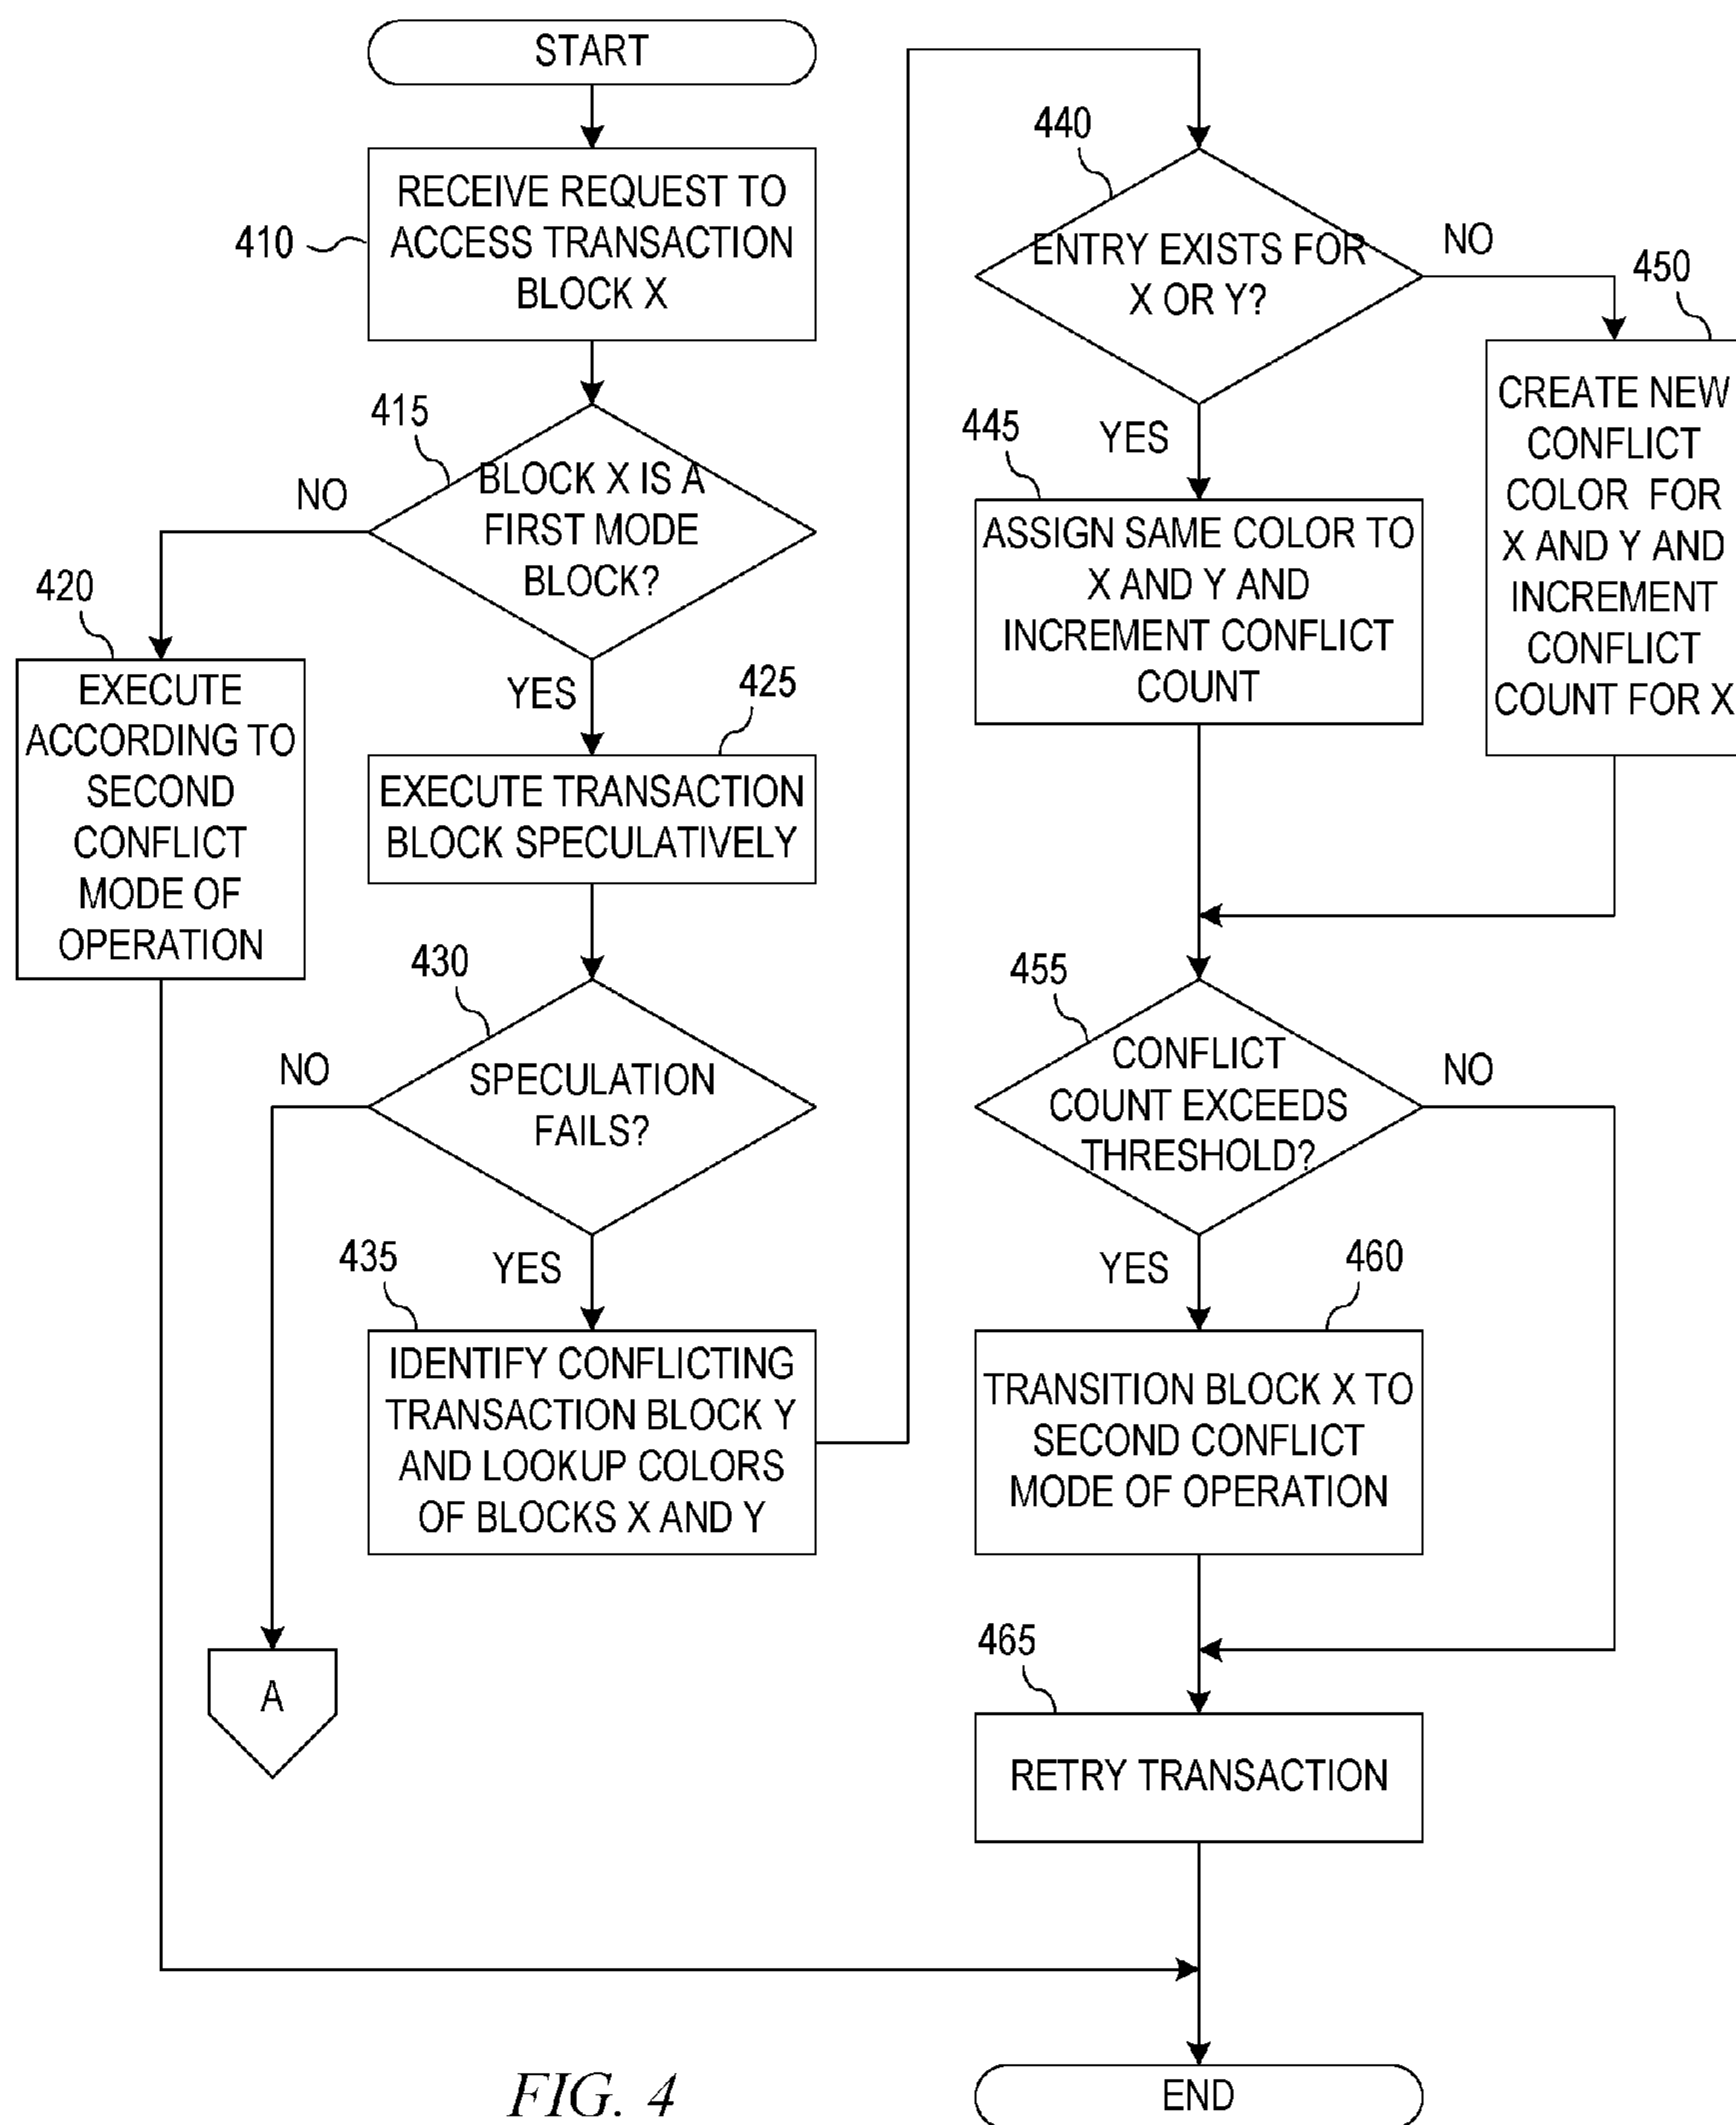 START
410
RECEIVE REQUEST TO
ACCESS TRANSACTION
BLOCK X
415
BLOCK X IS A
FIRST MODE
BLOCK?
NO
YES
420
EXECUTE
ACCORDING TO
SECOND
CONFLICT
MODE OF
OPERATION
425
EXECUTE TRANSACTION
BLOCK SPECULATIVELY
430
SPECULATION
FAILS?
NO
YES
435
IDENTIFY CONFLICTING
TRANSACTION BLOCK Y
AND LOOKUP COLORS
OF BLOCKS X AND Y
A
440
ENTRY EXISTS FOR
X OR Y?
NO
YES
445
ASSIGN SAME COLOR TO
X AND Y AND
INCREMENT CONFLICT
COUNT
450
CREATE NEW
CONFLICT
COLOR FOR
X AND Y AND
INCREMENT
CONFLICT
COUNT FOR X
455
CONFLICT
COUNT EXCEEDS
THRESHOLD?
NO
YES
460
TRANSITION BLOCK X TO
SECOND CONFLICT
MODE OF OPERATION
465
RETRY TRANSACTION
END
FIG. 4